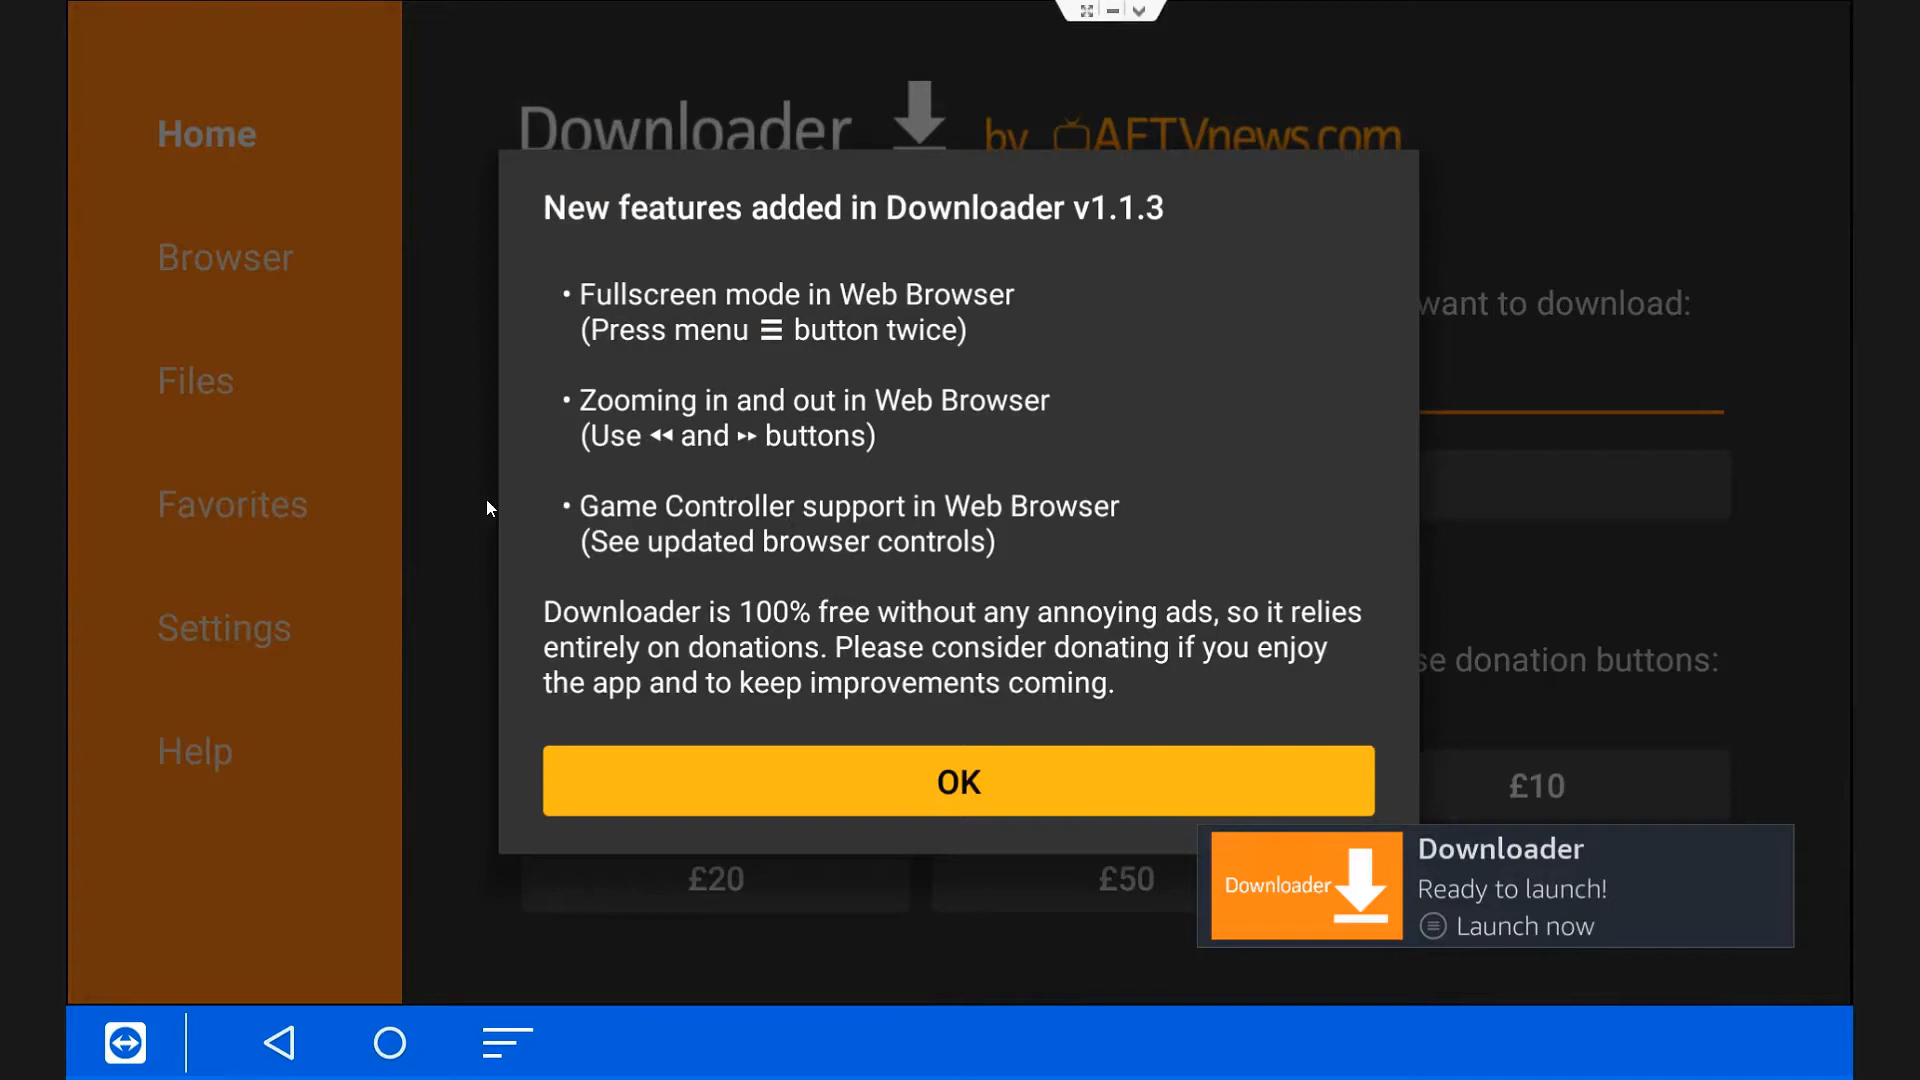 Home
Browser
Files
Favorites
Settings
Help
Downloader by AFTVnews.com
New features added in Downloader v1.1.3
• Fullscreen mode in Web Browser
(Press menu ☰ button twice)
• Zooming in and out in Web Browser
(Use ◂◂ and ▸▸ buttons)
• Game Controller support in Web Browser
(See updated browser controls)
Downloader is 100% free without any annoying ads, so it relies
entirely on donations. Please consider donating if you enjoy
the app and to keep improvements coming.
OK
want to download:
se donation buttons:
£10
£20
£50
Downloader
Downloader
Ready to launch!
Launch now